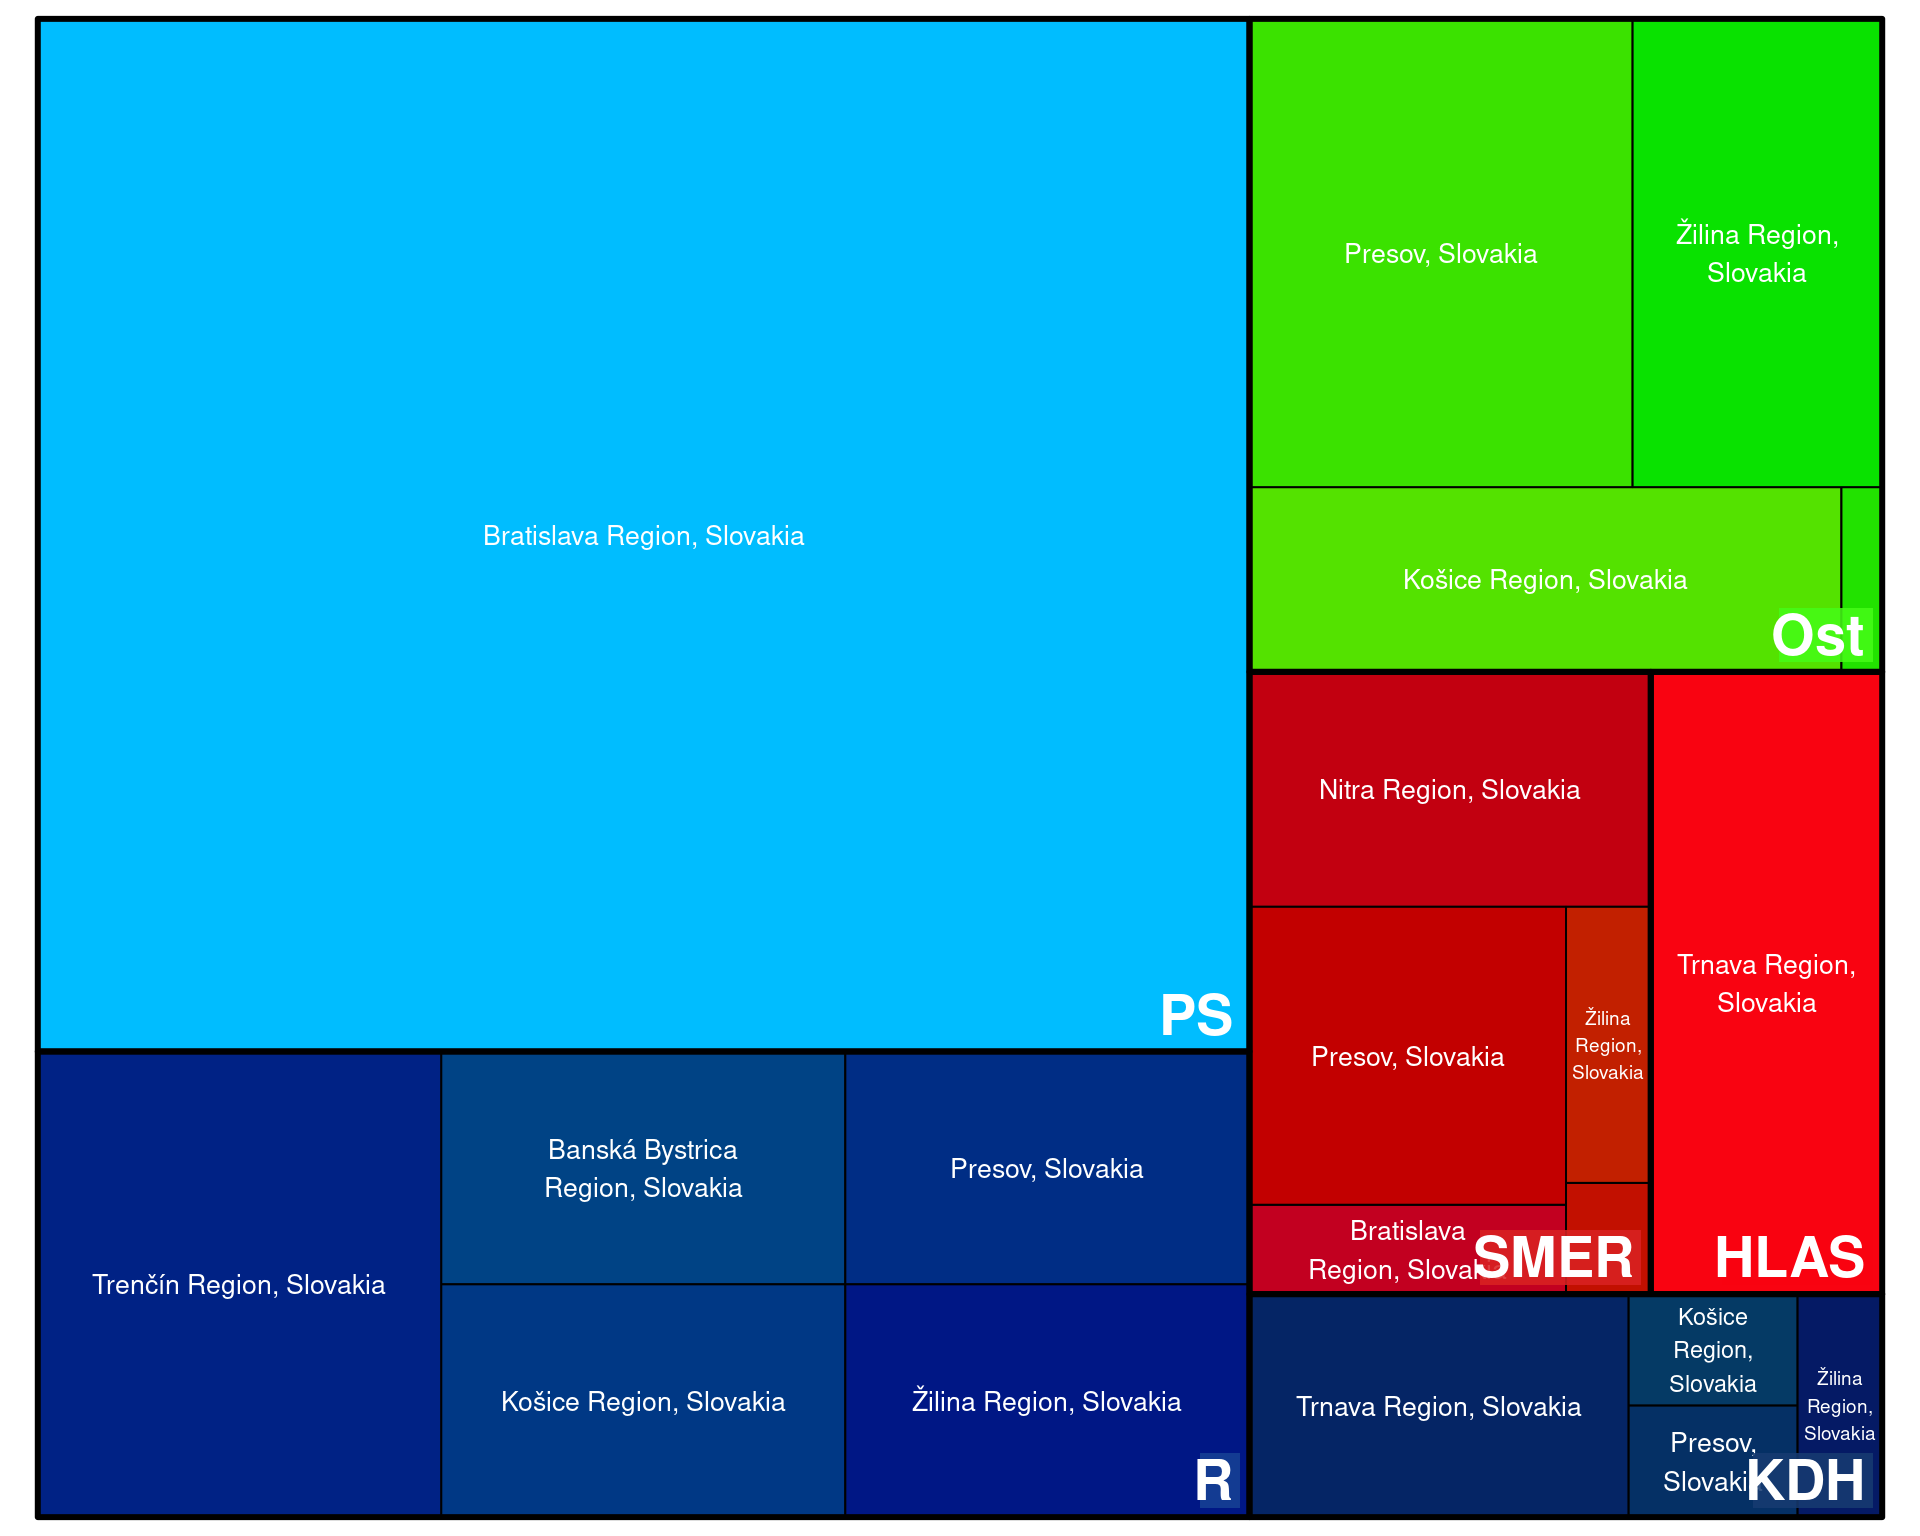 Bratislava Region, Slovakia
PS
Presov, Slovakia
Žilina Region,
Slovakia
Košice Region, Slovakia
Ost
Nitra Region, Slovakia
Presov, Slovakia
Žilina
Region,
Slovakia
Bratislava
Region, Slovakia
SMER
Trnava Region,
Slovakia
HLAS
Trenčín Region, Slovakia
Banská Bystrica
Region, Slovakia
Presov, Slovakia
Košice Region, Slovakia
Žilina Region, Slovakia
R
Trnava Region, Slovakia
Košice
Region,
Slovakia
Presov,
Slovakia
Žilina
Region,
Slovakia
KDH